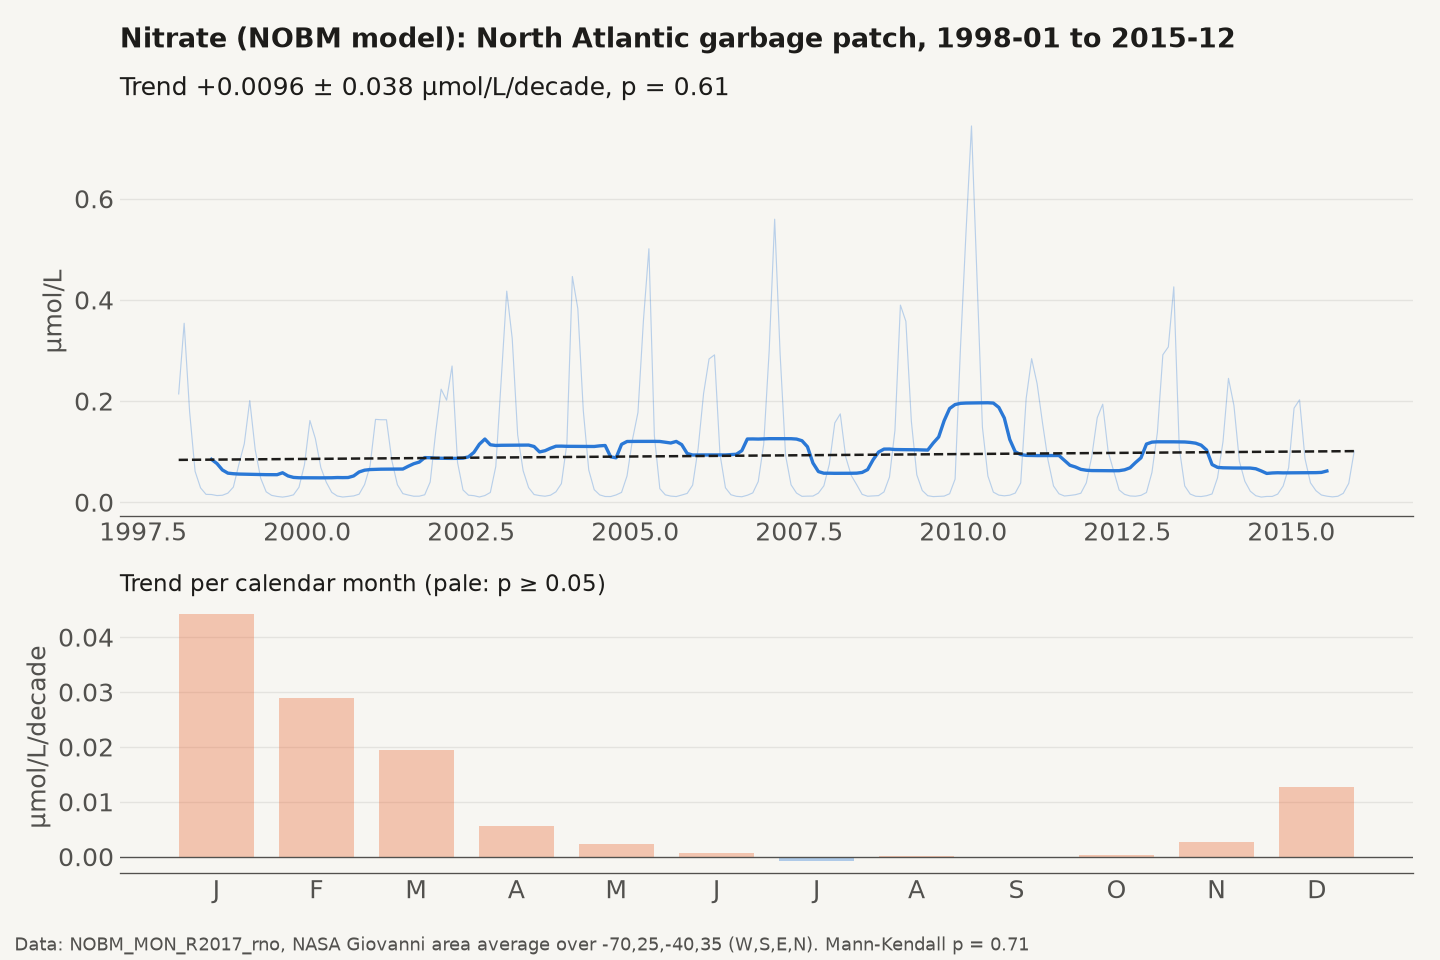 Nitrate (NOBM model): North Atlantic garbage patch, 1998-01 to 2015-12
Trend +0.0096 ± 0.038 µmol/L/decade, p = 0.61
µmol/L
0.6
0.4
0.2
0.0
1997.5 2000.0 2002.5 2005.0 2007.5 2010.0 2012.5 2015.0
Trend per calendar month (pale: p ≥ 0.05)
µmol/L/decade
0.04
0.03
0.02
0.01
0.00
J F M A M J J A S O N D
Data: NOBM_MON_R2017_rno, NASA Giovanni area average over -70,25,-40,35 (W,S,E,N). Mann-Kendall p = 0.71